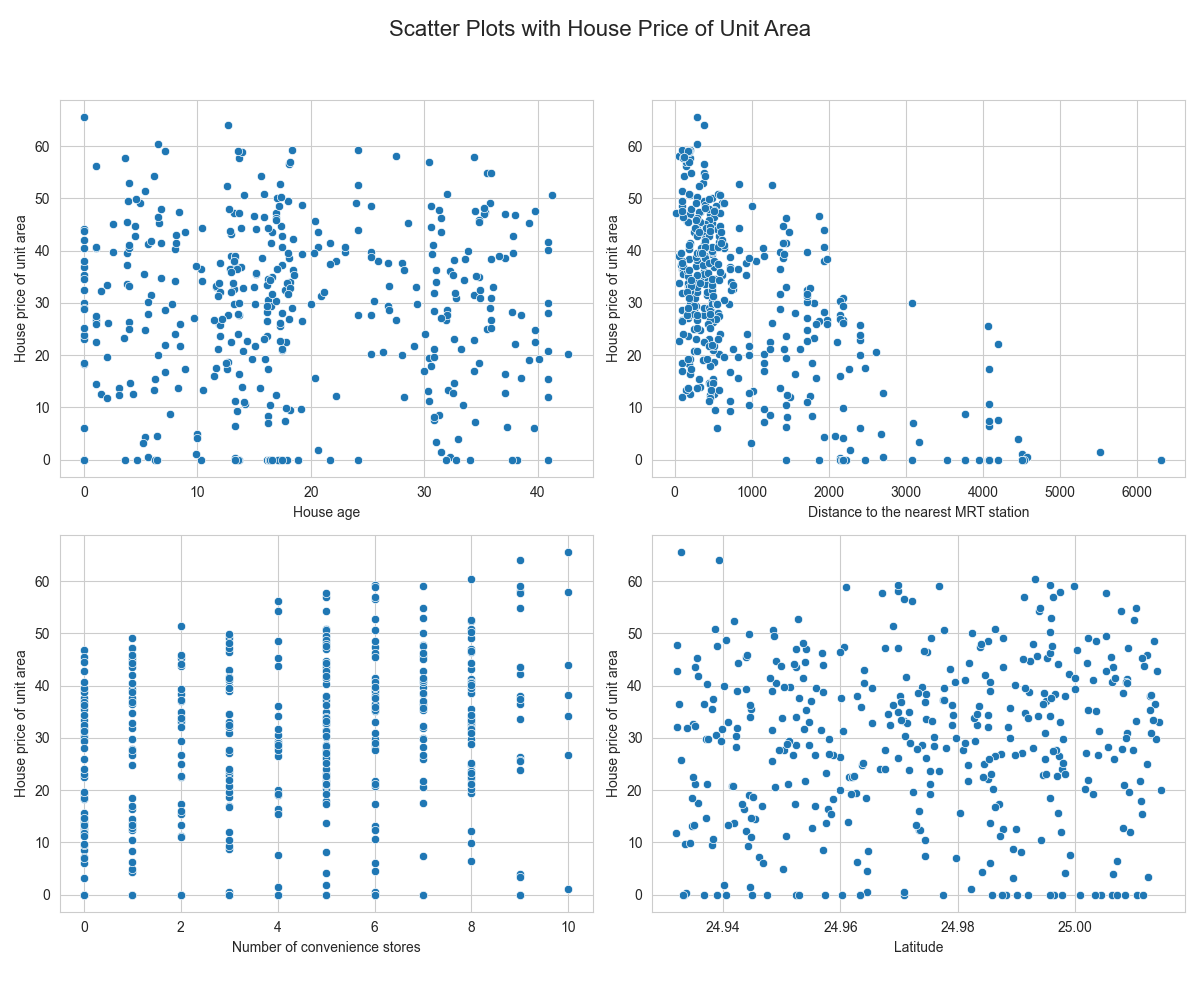 Scatter Plots with House Price of Unit Area
House price of unit area
60
50
40
30
20
10
0
0 10 20 30 40
House age
House price of unit area
60
50
40
30
20
10
0
0 1000 2000 3000 4000 5000 6000
Distance to the nearest MRT station
House price of unit area
60
50
40
30
20
10
0
0 2 4 6 8 10
Number of convenience stores
House price of unit area
60
50
40
30
20
10
0
24.94 24.96 24.98 25.00
Latitude